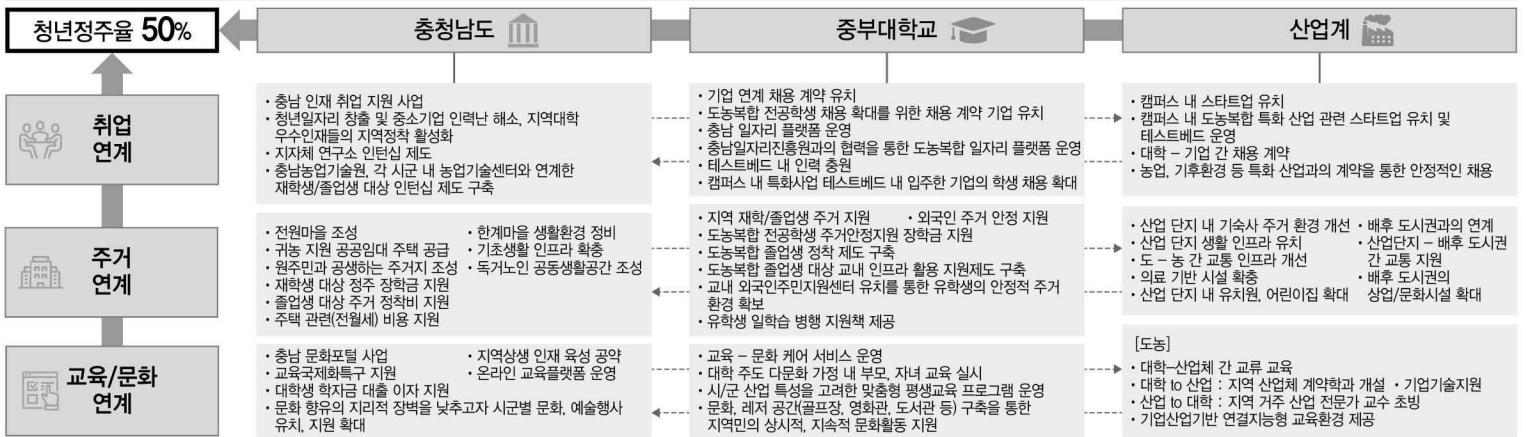 청년정주율 50%
충청남도
중부대학교
산업계
취업
연계
• 충남 인재 취업 지원 사업
• 청년일자리 창출 및 중소기업 인력난 해소, 지역대학
우수인재들의 지역정착 활성화
• 지자체 연구소 인턴십 제도
• 충남농업기술원, 각 시군 내 농업기술센터와 연계한
재학생/졸업생 대상 인턴십 제도 구축
• 기업 연계 채용 계약 유치
• 도농복합 전공학생 채용 확대를 위한 채용 계약 기업 유치
• 충남 일자리 플랫폼 운영
• 충남일자리진흥원과의 협력을 통한 도농복합 일자리 플랫폼 운영
• 테스트베드 내 인력 충원
• 캠퍼스 내 특화사업 테스트베드 내 입주한 기업의 학생 채용 확대
• 캠퍼스 내 스타트업 유치
• 캠퍼스 내 도농복합 특화 산업 관련 스타트업 유치 및
테스트베드 운영
• 대학 – 기업 간 채용 계약
• 농업, 기후환경 등 특화 산업과의 계약을 통한 안정적인 채용
주거
연계
• 전원마을 조성 • 한계마을 생활환경 정비
• 귀농 지원 공공임대 주택 공급 • 기초생활 인프라 확충
• 원주민과 공생하는 주거지 조성 • 독거노인 공동생활공간 조성
• 재학생 대상 정주 장학금 지원
• 졸업생 대상 주거 정착비 지원
• 주택 관련(전월세) 비용 지원
• 지역 재학/졸업생 주거 지원 • 외국인 주거 안정 지원
• 도농복합 전공학생 주거안정지원 장학금 지원
• 도농복합 졸업생 정착 제도 구축
• 도농복합 졸업생 대상 교내 인프라 활용 지원제도 구축
• 교내 외국인주민지원센터 유치를 통한 유학생의 안정적 주거
환경 확보
• 유학생 일학습 병행 지원책 제공
• 산업 단지 내 기숙사 주거 환경 개선 • 배후 도시권과의 연계
• 산업 단지 생활 인프라 유치 • 산업단지 – 배후 도시권
• 도 – 농 간 교통 인프라 개선 간 교통 지원
• 의료 기반 시설 확충 • 배후 도시권의
• 산업 단지 내 유치원, 어린이집 확대 상업/문화시설 확대
교육/문화
연계
• 충남 문화포털 사업 • 지역상생 인재 육성 공약
• 교육국제화특구 지원 • 온라인 교육플랫폼 운영
• 대학생 학자금 대출 이자 지원
• 문화 향유의 지리적 장벽을 낮추고자 시군별 문화, 예술행사
유치, 지원 확대
• 교육 – 문화 케어 서비스 운영
• 대학 주도 다문화 가정 내 부모, 자녀 교육 실시
• 시/군 산업 특성을 고려한 맞춤형 평생교육 프로그램 운영
• 문화, 레저 공간(골프장, 영화관, 도서관 등) 구축을 통한
지역민의 상시적, 지속적 문화활동 지원
[도농]
• 대학–산업체 간 교류 교육
• 대학 to 산업 : 지역 산업체 계약학과 개설 • 기업기술지원
• 산업 to 대학 : 지역 거주 산업 전문가 교수 초빙
• 기업산업기반 연결지능형 교육환경 제공